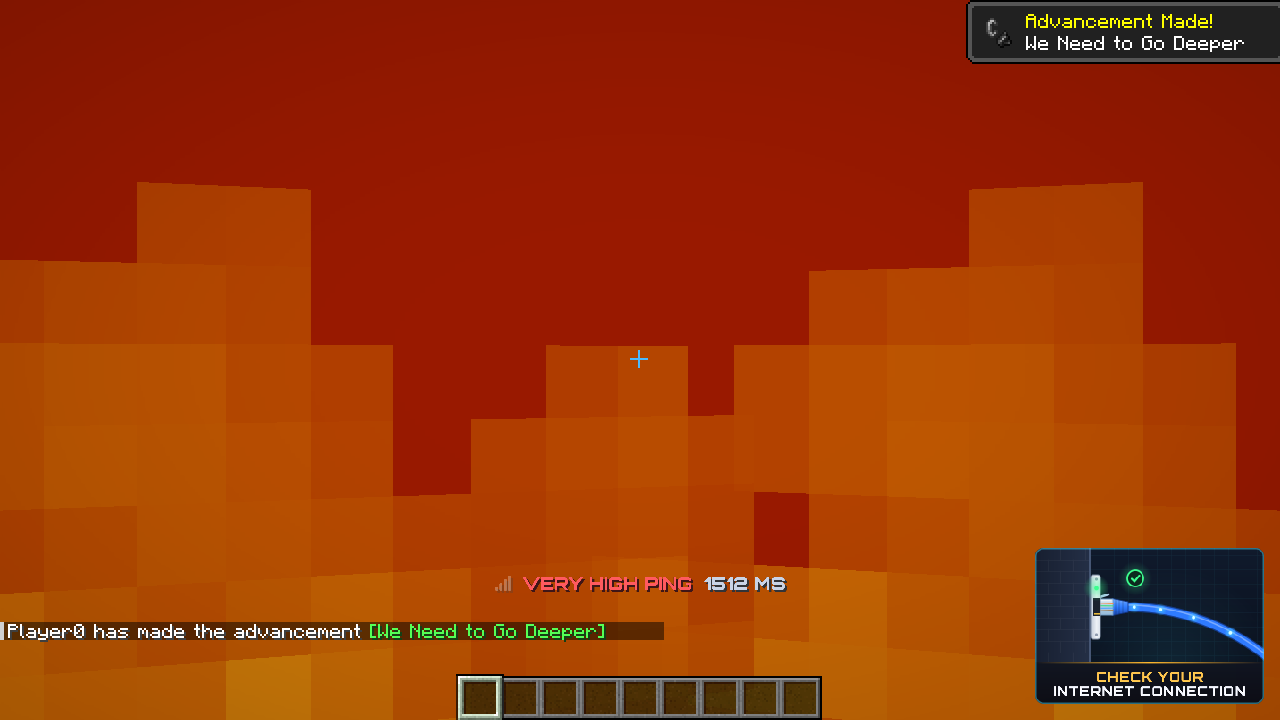 Advancement Made!
We Need to Go Deeper
VERY HIGH PING 1512 MS
Player0 has made the advancement [We Need to Go Deeper]
CHECK YOUR
INTERNET CONNECTION